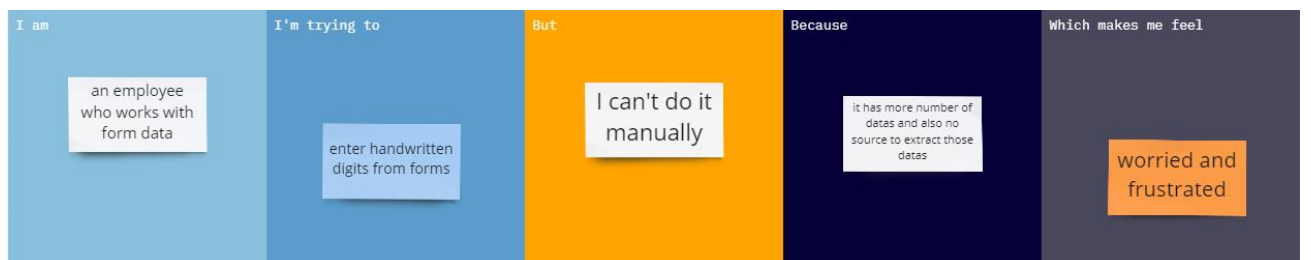 I am
an employee
who works with
form data
I'm trying to
enter handwritten
digits from forms
But
I can't do it
manually
Because
it has more number of
datas and also no
source to extract those
datas
Which makes me feel
worried and
frustrated